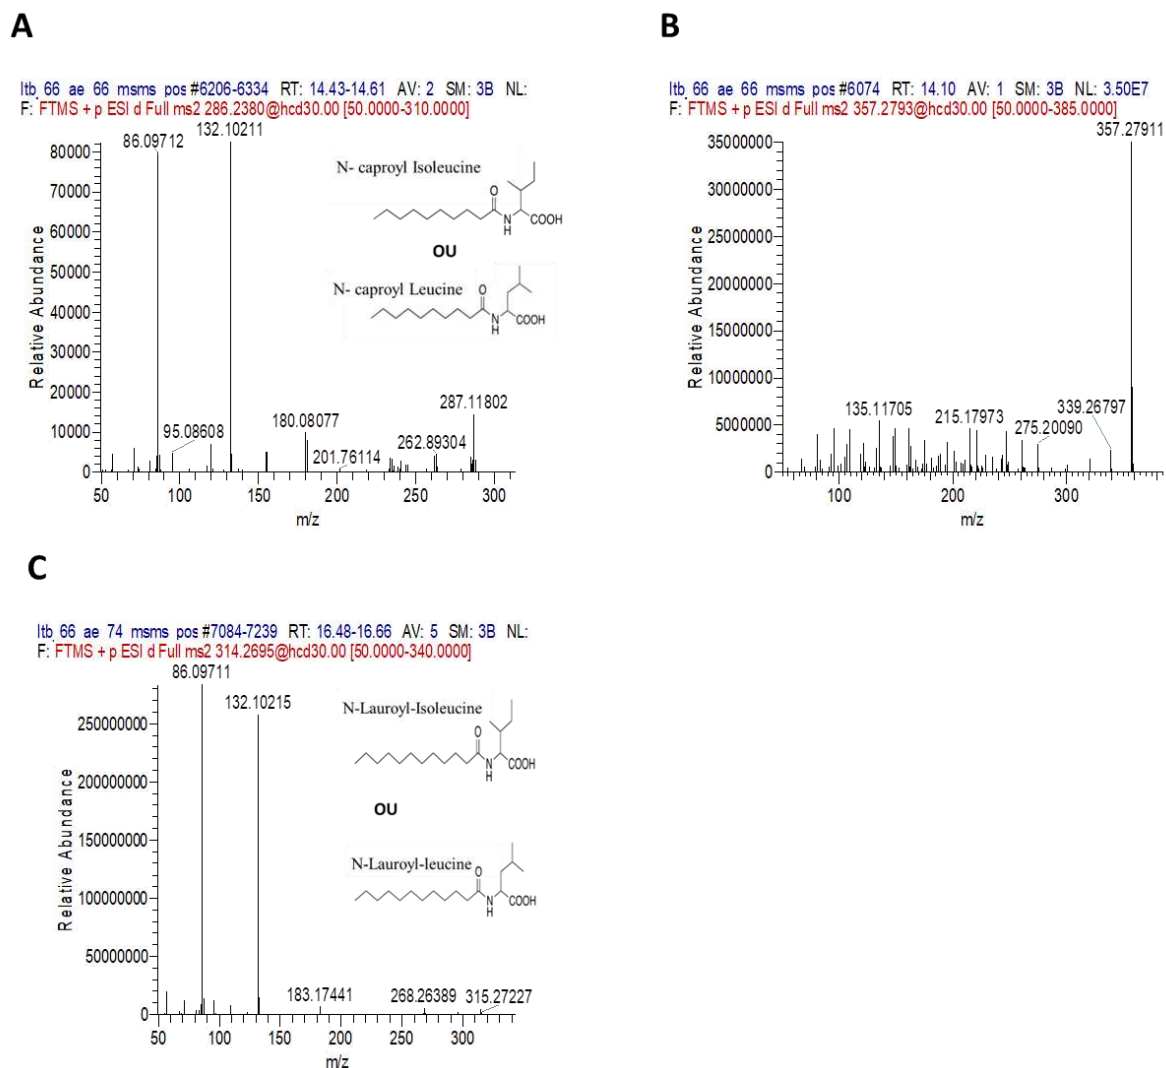 A
ltb_66_ae_66_msms_pos #6206-6334 RT: 14.43-14.61 AV: 2 SM: 3B NL:
F: FTMS + p ESI d Full ms2 286.2380@hcd30.00 [50.0000-310.0000]
132.10211
86.09712
80000
70000
60000
50000
40000
30000
20000
10000
0
Relative Abundance
N- caproyl Isoleucine
O
N
H
COOH
OU
N- caproyl Leucine
O
N
H
COOH
95.08608
180.08077
201.76114
262.89304
287.11802
50 100 150 200 250 300
m/z
B
ltb_66_ae_66_msms_pos #6074 RT: 14.10 AV: 1 SM: 3B NL: 3.50E7
F: FTMS + p ESI d Full ms2 357.2793@hcd30.00 [50.0000-385.0000]
357.27911
35000000
30000000
25000000
20000000
15000000
10000000
5000000
0
Relative Abundance
135.11705
215.17973
275.20090
339.26797
100 200 300
m/z
C
ltb_66_ae_74_msms_pos #7084-7239 RT: 16.48-16.66 AV: 5 SM: 3B NL:
F: FTMS + p ESI d Full ms2 314.2695@hcd30.00 [50.0000-340.0000]
86.09711
132.10215
250000000
200000000
150000000
100000000
50000000
0
Relative Abundance
N-Lauroyl-Isoleucine
O
N
H
COOH
OU
N-Lauroyl-leucine
O
N
H
COOH
183.17441
268.26389
315.27227
50 100 150 200 250 300
m/z